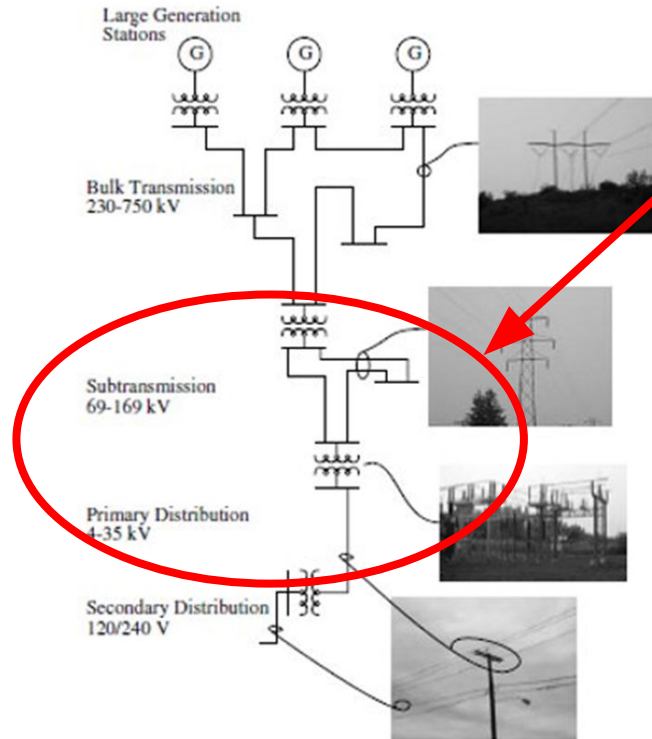 Large Generation
Stations
G
G
G
Bulk Transmission
230-750 kV
Subtransmission
69-169 kV
Primary Distribution
4-35 kV
Secondary Distribution
120/240 V